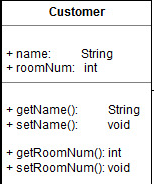 Customer
+ name: String
+ roomNum: int
+ getName(): String
+ setName(): void
+ getRoomNum(): int
+ setRoomNum(): void